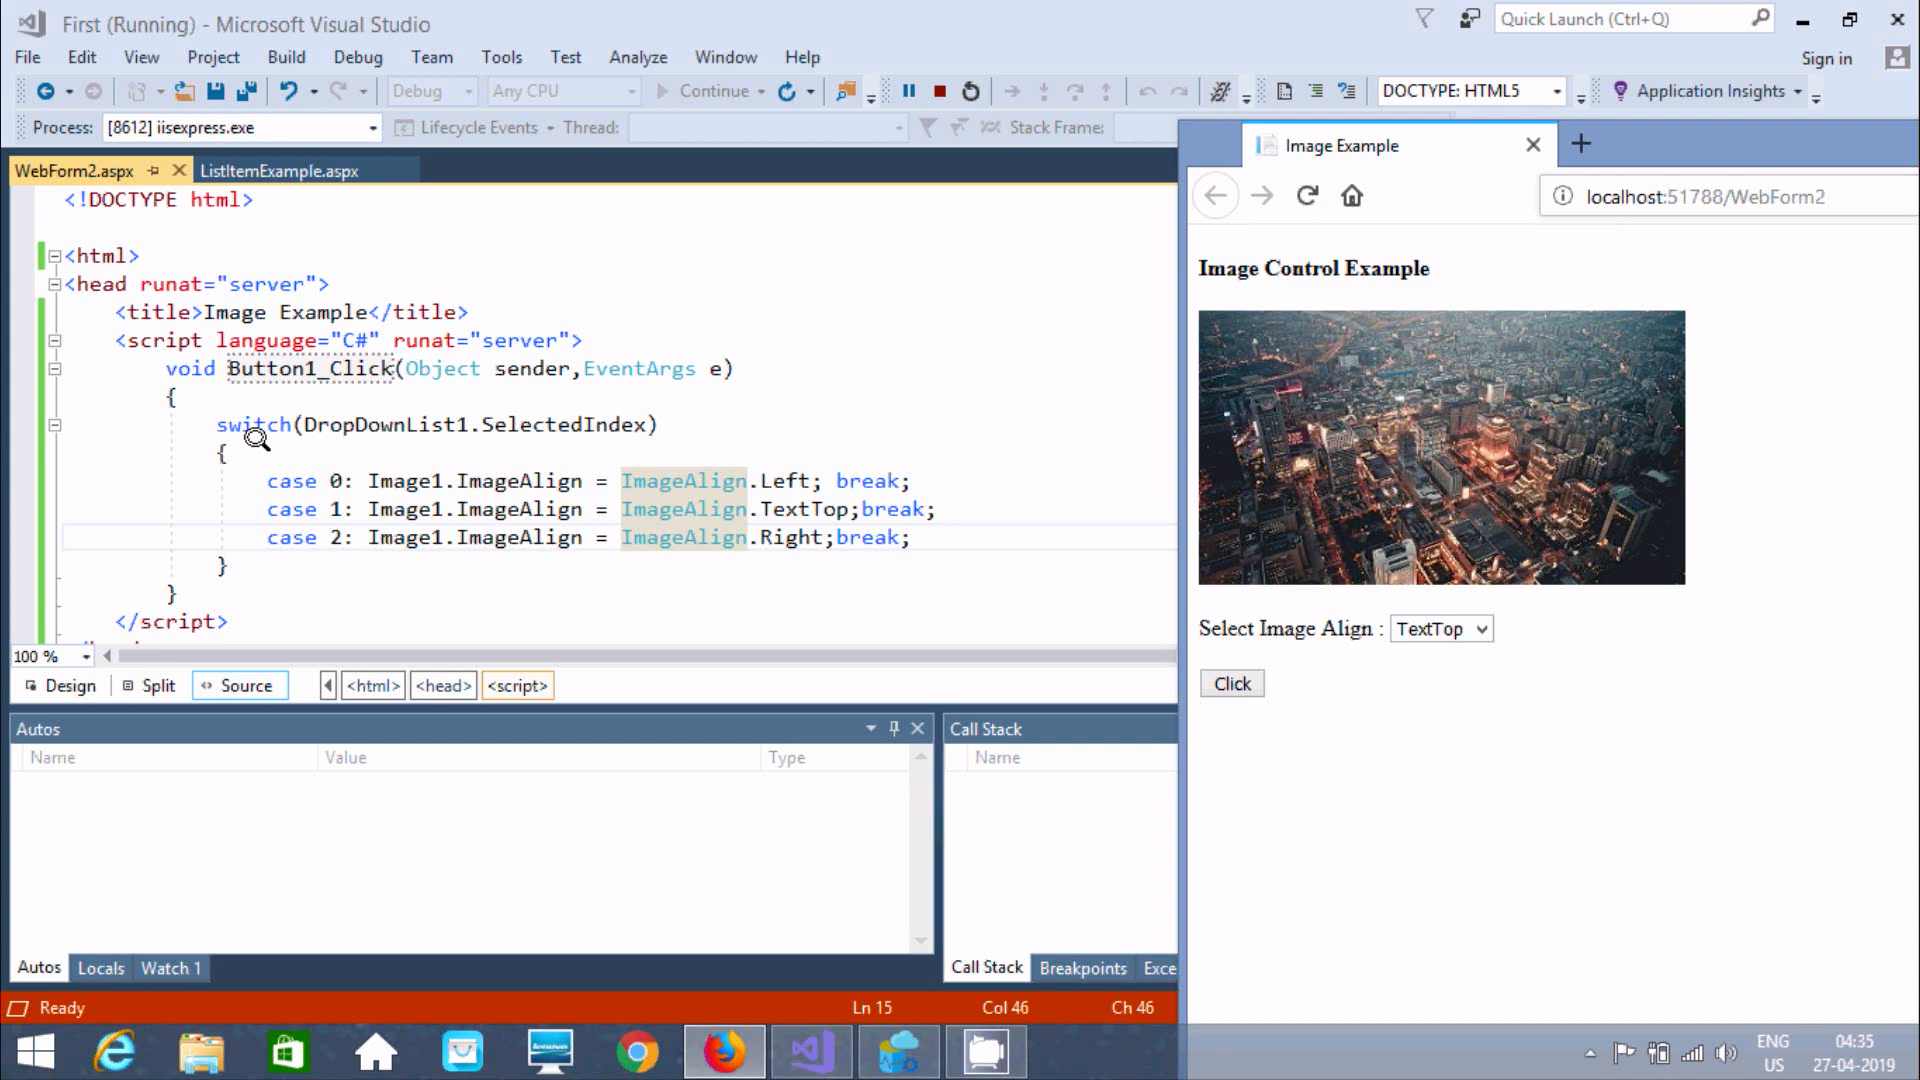 First (Running) - Microsoft Visual Studio
Quick Launch (Ctrl+Q)
File Edit View Project Build Debug Team Tools Test Analyze Window Help
Sign in
Debug Any CPU Continue DOCTYPE: HTML5 Application Insights
Process: [8612] iisexpress.exe Lifecycle Events Thread: Stack Frame:
WebForm2.aspx ListItemExample.aspx
<!DOCTYPE html>
<html>
<head runat="server">
<title>Image Example</title>
<script language="C#" runat="server">
void Button1_Click(Object sender,EventArgs e)
{
switch(DropDownList1.SelectedIndex)
{
case 0: Image1.ImageAlign = ImageAlign.Left; break;
case 1: Image1.ImageAlign = ImageAlign.TextTop;break;
case 2: Image1.ImageAlign = ImageAlign.Right;break;
}
}
</script>
100 %
Design Split Source <html> <head> <script>
Autos
Name Value Type
Call Stack
Name
Autos Locals Watch 1
Call Stack Breakpoints Exce
Ready Ln 15 Col 46 Ch 46
Image Example
localhost:51788/WebForm2
Image Control Example
Select Image Align : TextTop
Click
lenovo
ENG
US
04:35
27-04-2019